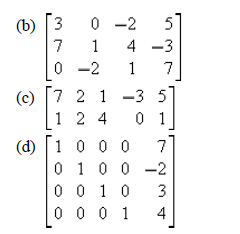 (b) [3 0 −2 5
7 1 4 −3
0 −2 1 7]
(c) [7 2 1 −3 5
1 2 4 0 1]
(d) [1 0 0 0 7
0 1 0 0 −2
0 0 1 0 3
0 0 0 1 4]